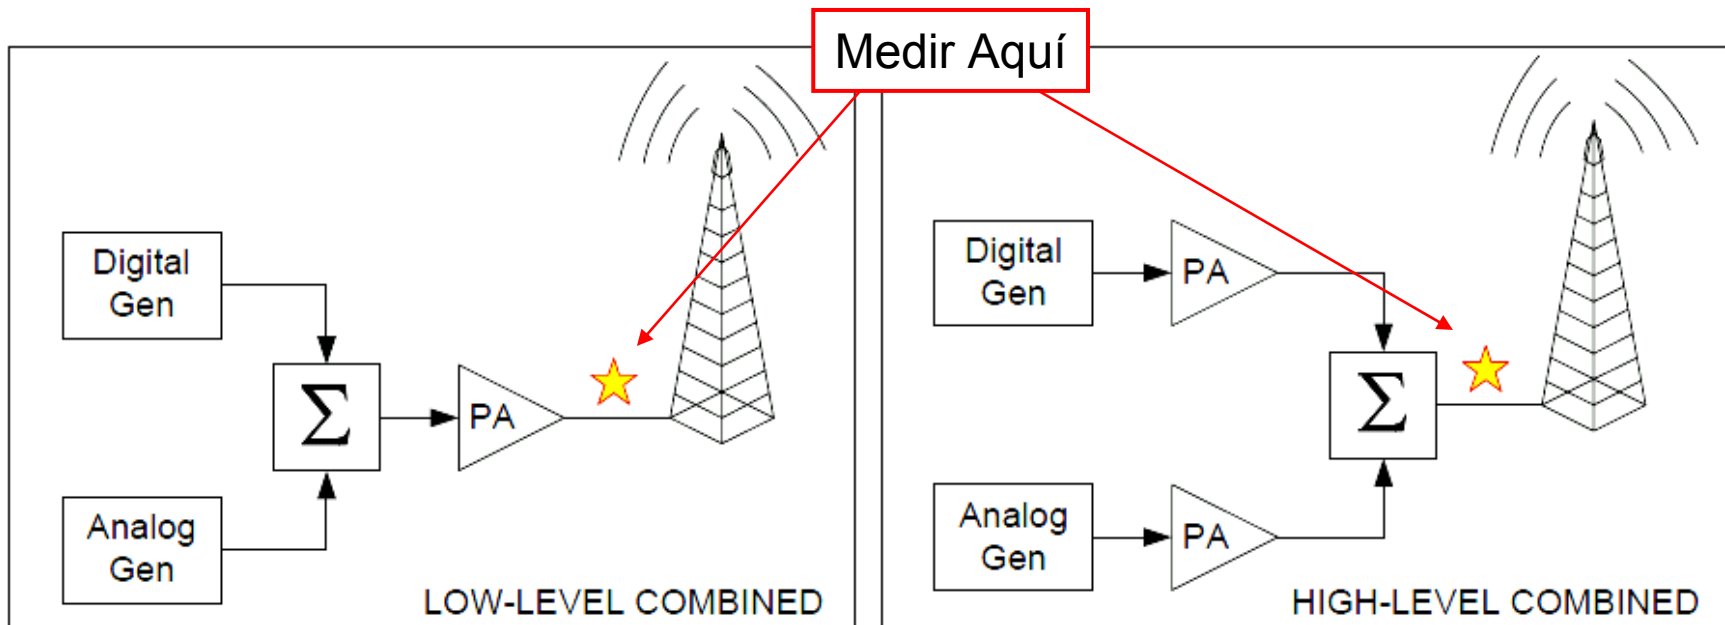 Medir Aquí
Digital
Gen
Σ
PA
Analog
Gen
LOW-LEVEL COMBINED
Digital
Gen
PA
Σ
Analog
Gen
PA
HIGH-LEVEL COMBINED